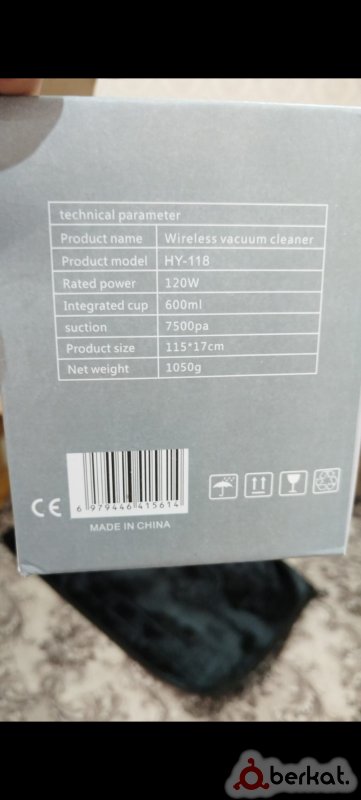 technical parameter
Product name Wireless vacuum cleaner
Product model HY-118
Rated power 120W
Integrated cup 600ml
suction 7500pa
Product size 115*17cm
Net weight 1050g
CE
6 979446 415614
MADE IN CHINA
berkat.